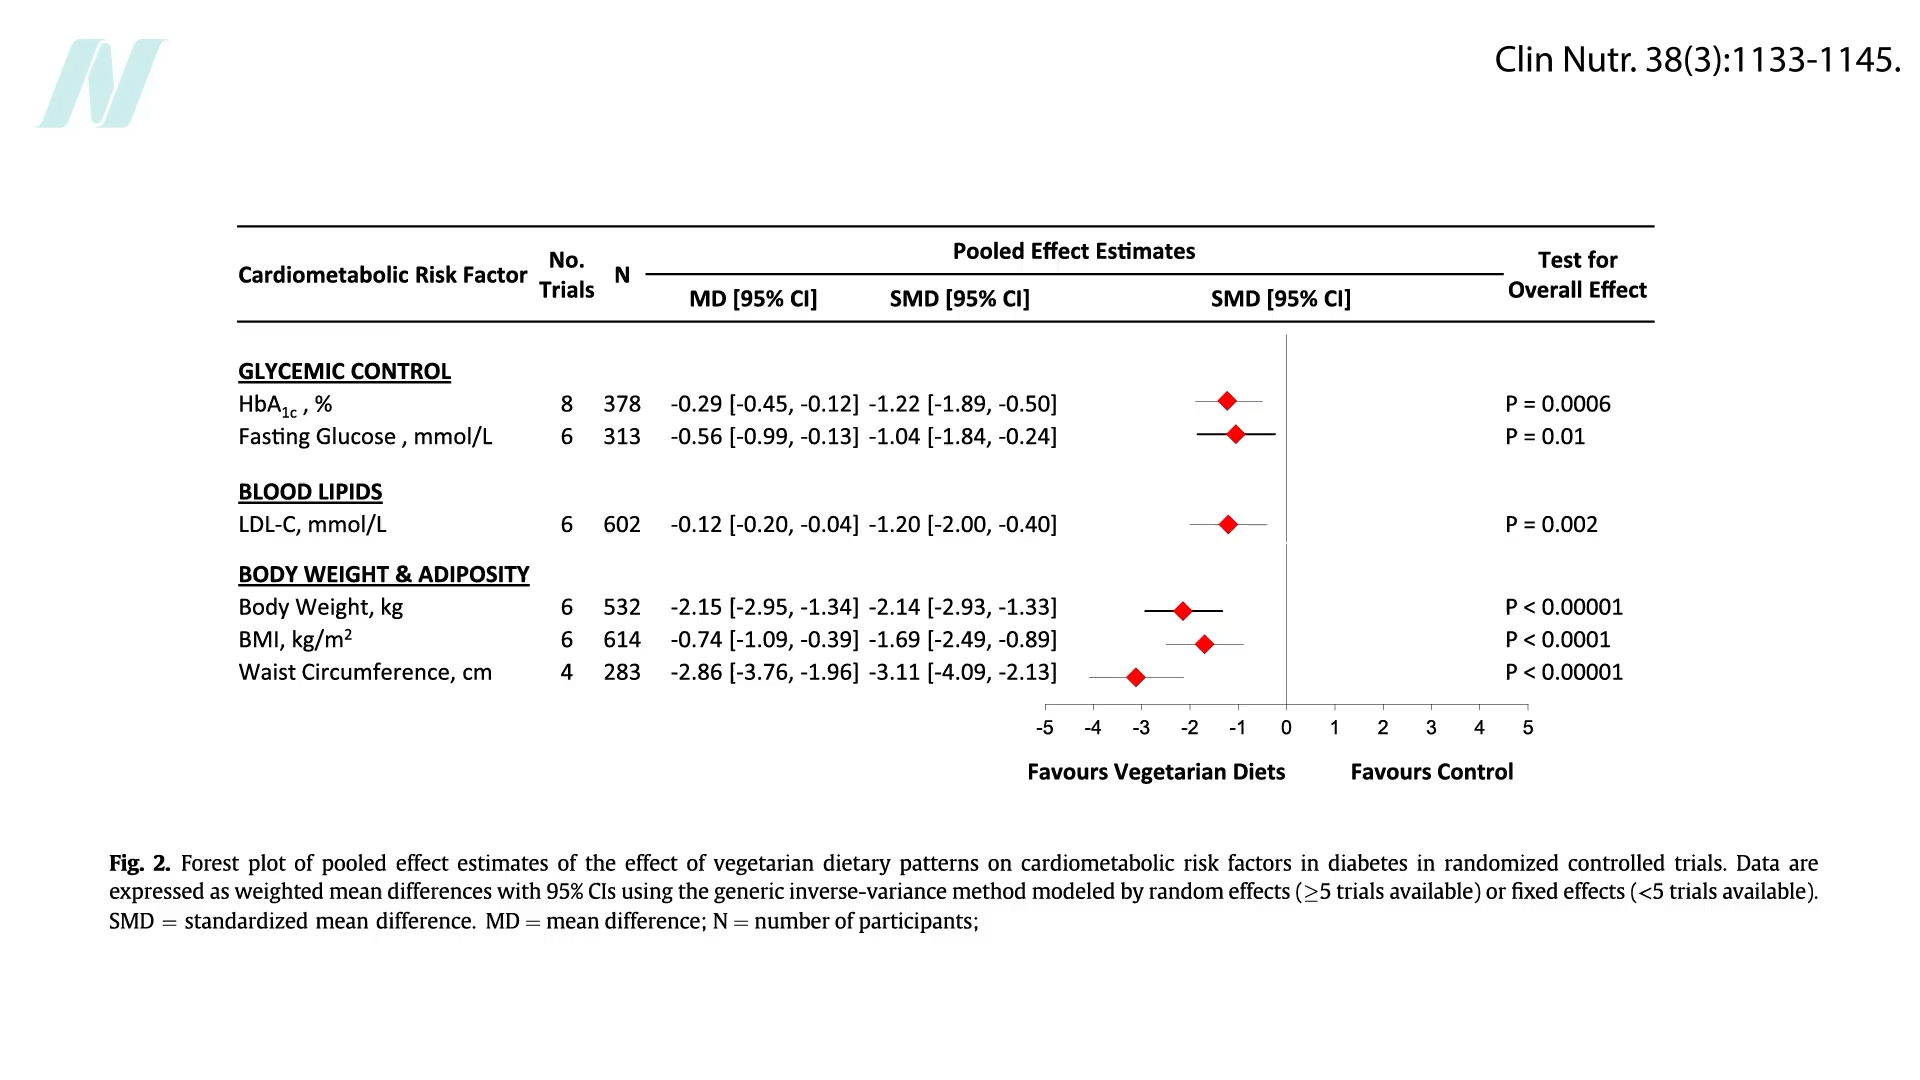 Clin Nutr. 38(3):1133-1145.
Cardiometabolic Risk Factor No. Trials N Pooled Effect Estimates Test for Overall Effect
MD [95% CI] SMD [95% CI] SMD [95% CI]
GLYCEMIC CONTROL
HbA1c , % 8 378 -0.29 [-0.45, -0.12] -1.22 [-1.89, -0.50] P = 0.0006
Fasting Glucose , mmol/L 6 313 -0.56 [-0.99, -0.13] -1.04 [-1.84, -0.24] P = 0.01
BLOOD LIPIDS
LDL-C, mmol/L 6 602 -0.12 [-0.20, -0.04] -1.20 [-2.00, -0.40] P = 0.002
BODY WEIGHT & ADIPOSITY
Body Weight, kg 6 532 -2.15 [-2.95, -1.34] -2.14 [-2.93, -1.33] P < 0.00001
BMI, kg/m² 6 614 -0.74 [-1.09, -0.39] -1.69 [-2.49, -0.89] P < 0.0001
Waist Circumference, cm 4 283 -2.86 [-3.76, -1.96] -3.11 [-4.09, -2.13] P < 0.00001
-5 -4 -3 -2 -1 0 1 2 3 4 5
Favours Vegetarian Diets Favours Control
Fig. 2. Forest plot of pooled effect estimates of the effect of vegetarian dietary patterns on cardiometabolic risk factors in diabetes in randomized controlled trials. Data are
expressed as weighted mean differences with 95% CIs using the generic inverse-variance method modeled by random effects (≥5 trials available) or fixed effects (<5 trials available).
SMD = standardized mean difference. MD = mean difference; N = number of participants;